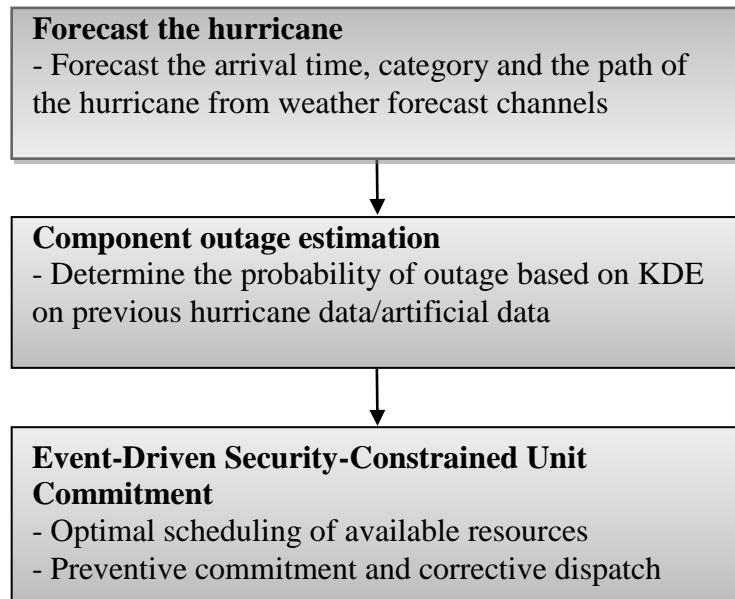 Forecast the hurricane
- Forecast the arrival time, category and the path of
the hurricane from weather forecast channels
Component outage estimation
- Determine the probability of outage based on KDE
on previous hurricane data/artificial data
Event-Driven Security-Constrained Unit
Commitment
- Optimal scheduling of available resources
- Preventive commitment and corrective dispatch